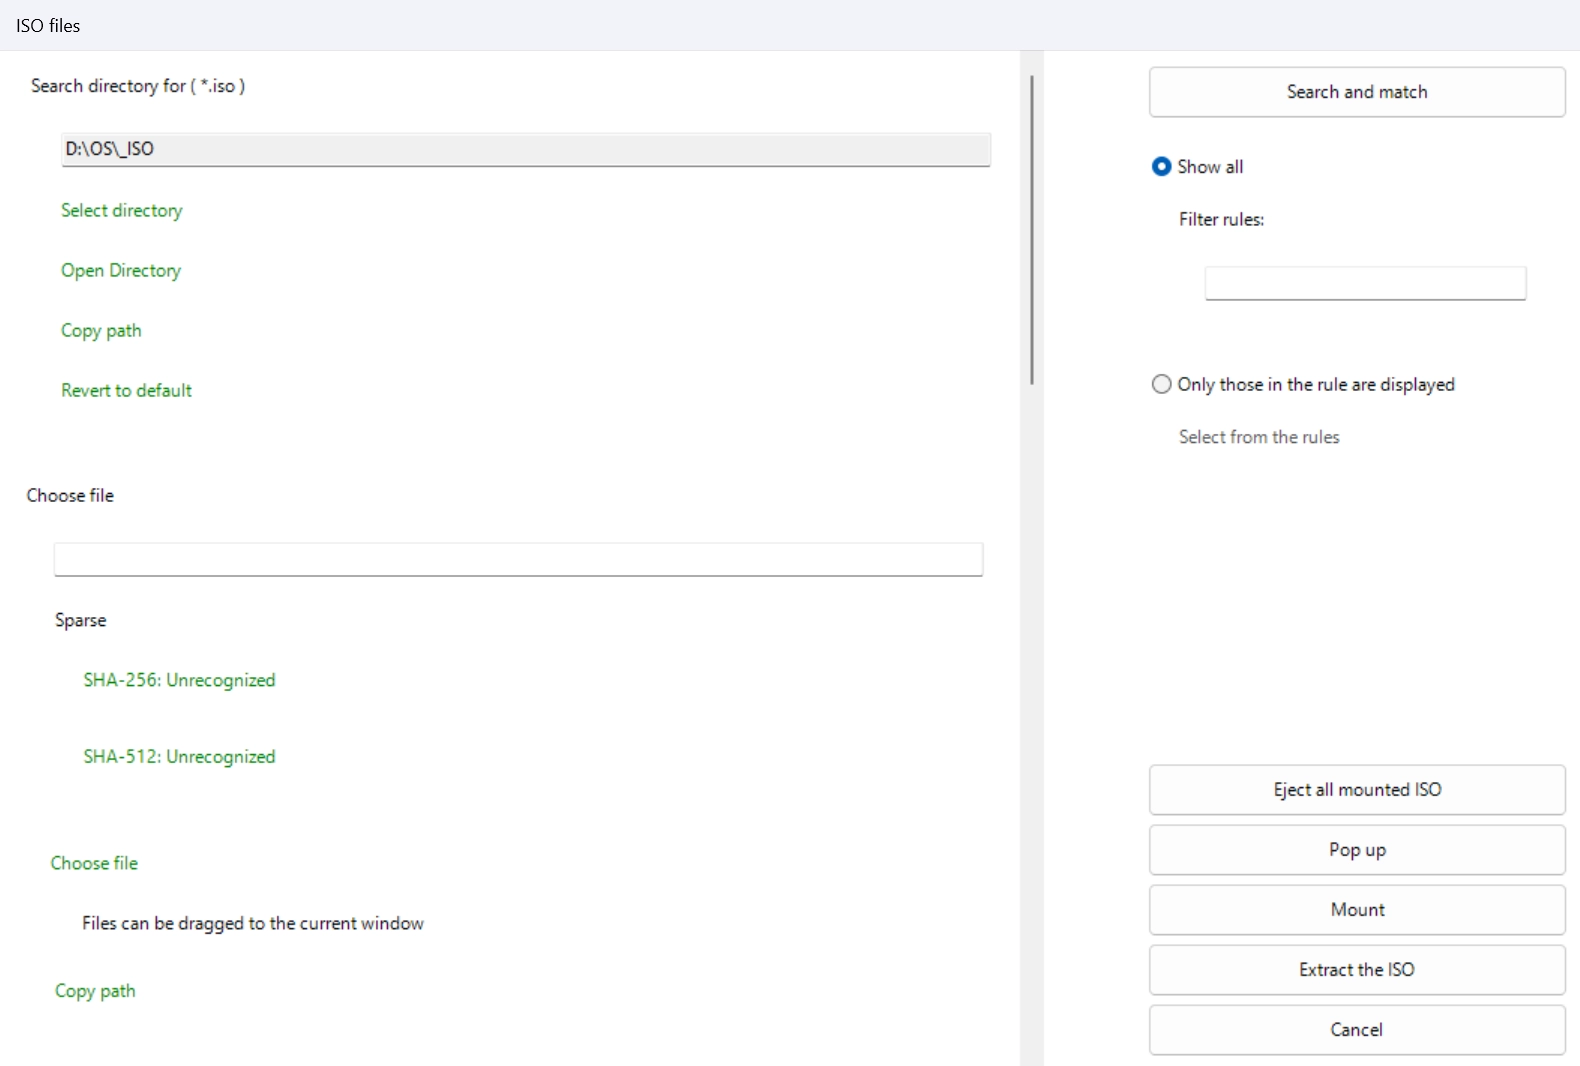 ISO files
Search directory for ( *.iso )
D:\OS\_ISO
Select directory
Open Directory
Copy path
Revert to default
Choose file
Sparse
SHA-256: Unrecognized
SHA-512: Unrecognized
Choose file
Files can be dragged to the current window
Copy path
Search and match
Show all
Filter rules:
Only those in the rule are displayed
Select from the rules
Eject all mounted ISO
Pop up
Mount
Extract the ISO
Cancel